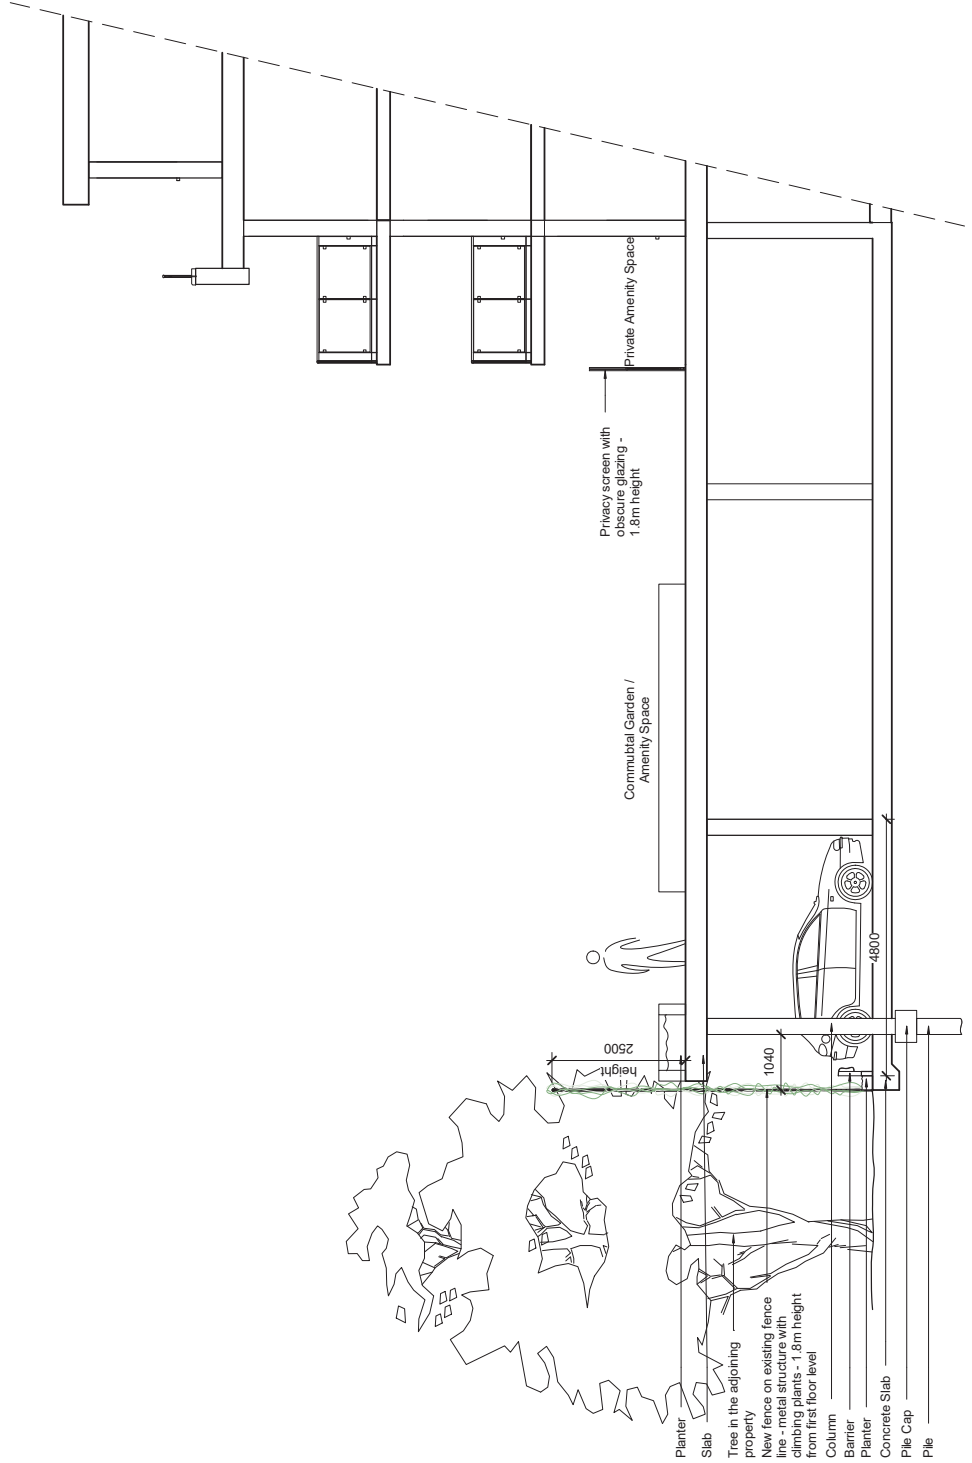 Private Amenity Space
Privacy screen with
obscure glazing -
1.8m height
Commubtal Garden /
Amenity Space
2500
height
1040
4800
Planter
Slab
Tree in the adjoining
property
New fence on existing fence
line - metal structure with
climbing plants - 1.8m height
from first floor level
Column
Barrier
Planter
Concrete Slab
Pile Cap
Pile